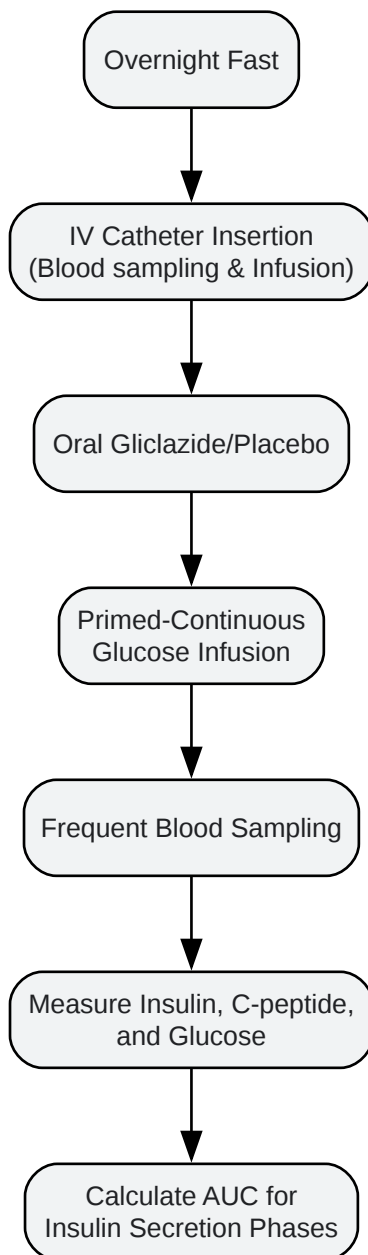 Overnight Fast
IV Catheter Insertion
(Blood sampling & Infusion)
Oral Gliclazide/Placebo
Primed-Continuous
Glucose Infusion
Frequent Blood Sampling
Measure Insulin, C-peptide,
and Glucose
Calculate AUC for
Insulin Secretion Phases